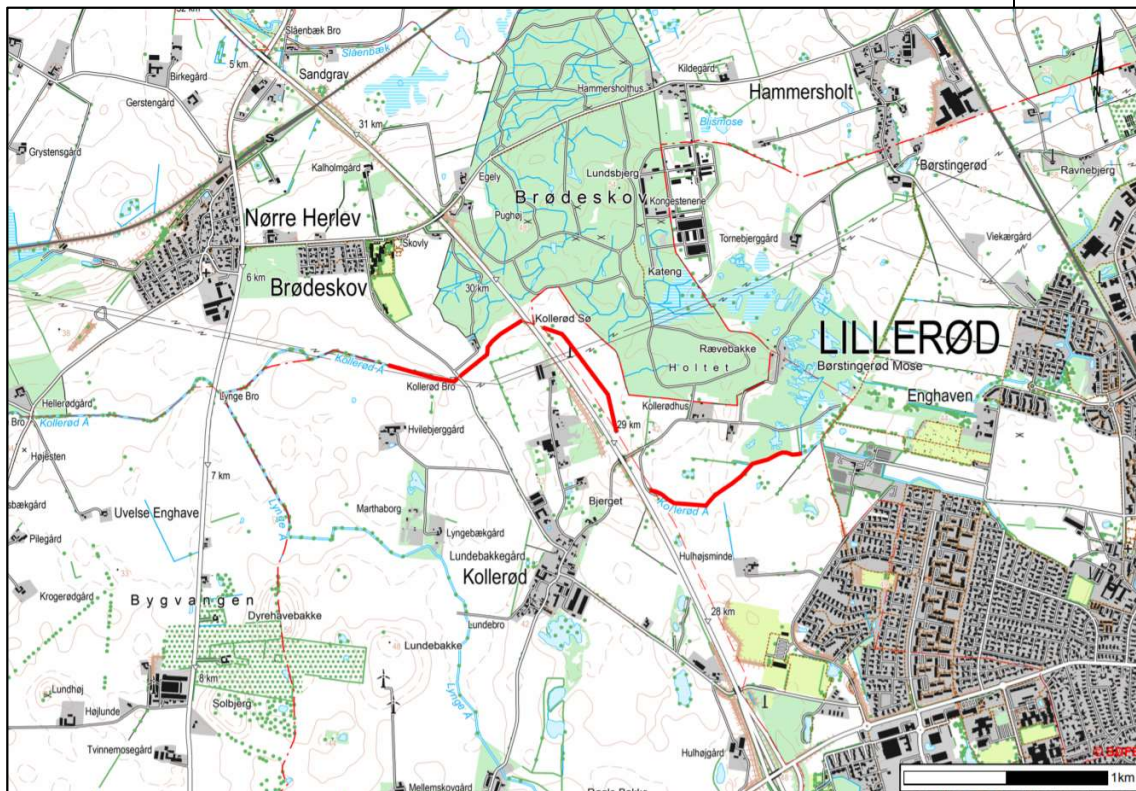 Slåenbæk Bro
Slåenbæk
5 km
Sandgrav
Birkegård
Gerstengård
Kildegård
Hammersholthus
Hammersholt
N
Blismose
31 km
S
Grystensgård
Kalholmgård
Egely
Lundsbjerg
Børstingerød
Ravnebjerg
Brødeskov
Kongestenene
Pughøj
Nørre Herlev
Skovly
Tornebjerggård
Viekærgård
6 km
Brødeskov
30 km
Kateng
Kollerød Sø
LILLERØD
Rævebakke
Holtet
Børstingerød Mose
Kollerød Å
Kollerød Bro
Hellerødgård
Lynge Bro
Enghaven
Kollerødhus
Bro
Kollerød Å
29 km
Højesten
Hvilebjerggård
7 km
Lynge Å
Bjerget
Kollerød Å
Marthaborg
Uvelse Enghave
Lyngebækgård
Pilegård
Lundebakkegård
Hulhøjsminde
Kollerød
Krogerødgård
Bygvangen
Dyrehavebakke
28 km
Lundebro
Lundebakke
8 km
Lynge Å
Lundhøj
Solbjerg
Højlunde
Tvinnemosegård
Hulhøjgård
Mellemskovgård
1km